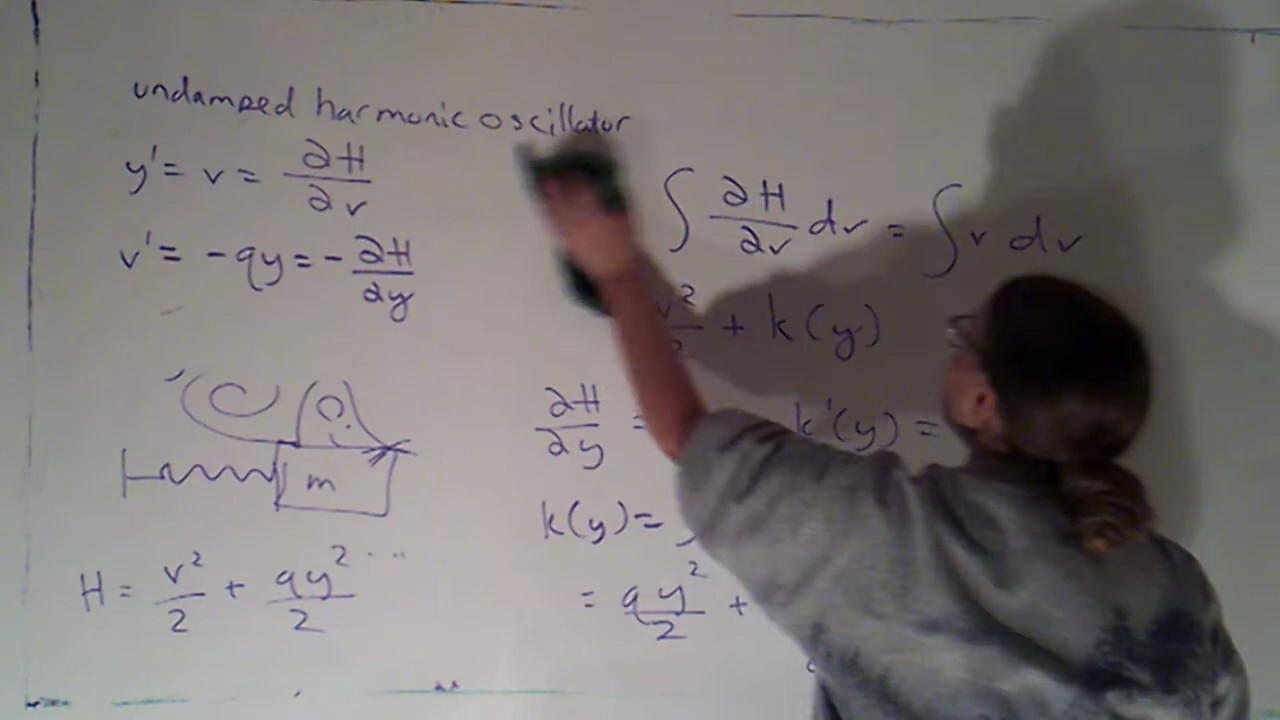 undamped harmonic oscillator
y' = v = ∂H/∂v
v' = -qy = -∂H/∂y
m
H = v²/2 + qy²/2 ...
∫ ∂H/∂v dv = ∫ v dv
v²/2 + k(y)
∂H/∂y = k'(y) =
k(y) =
= qy²/2 +